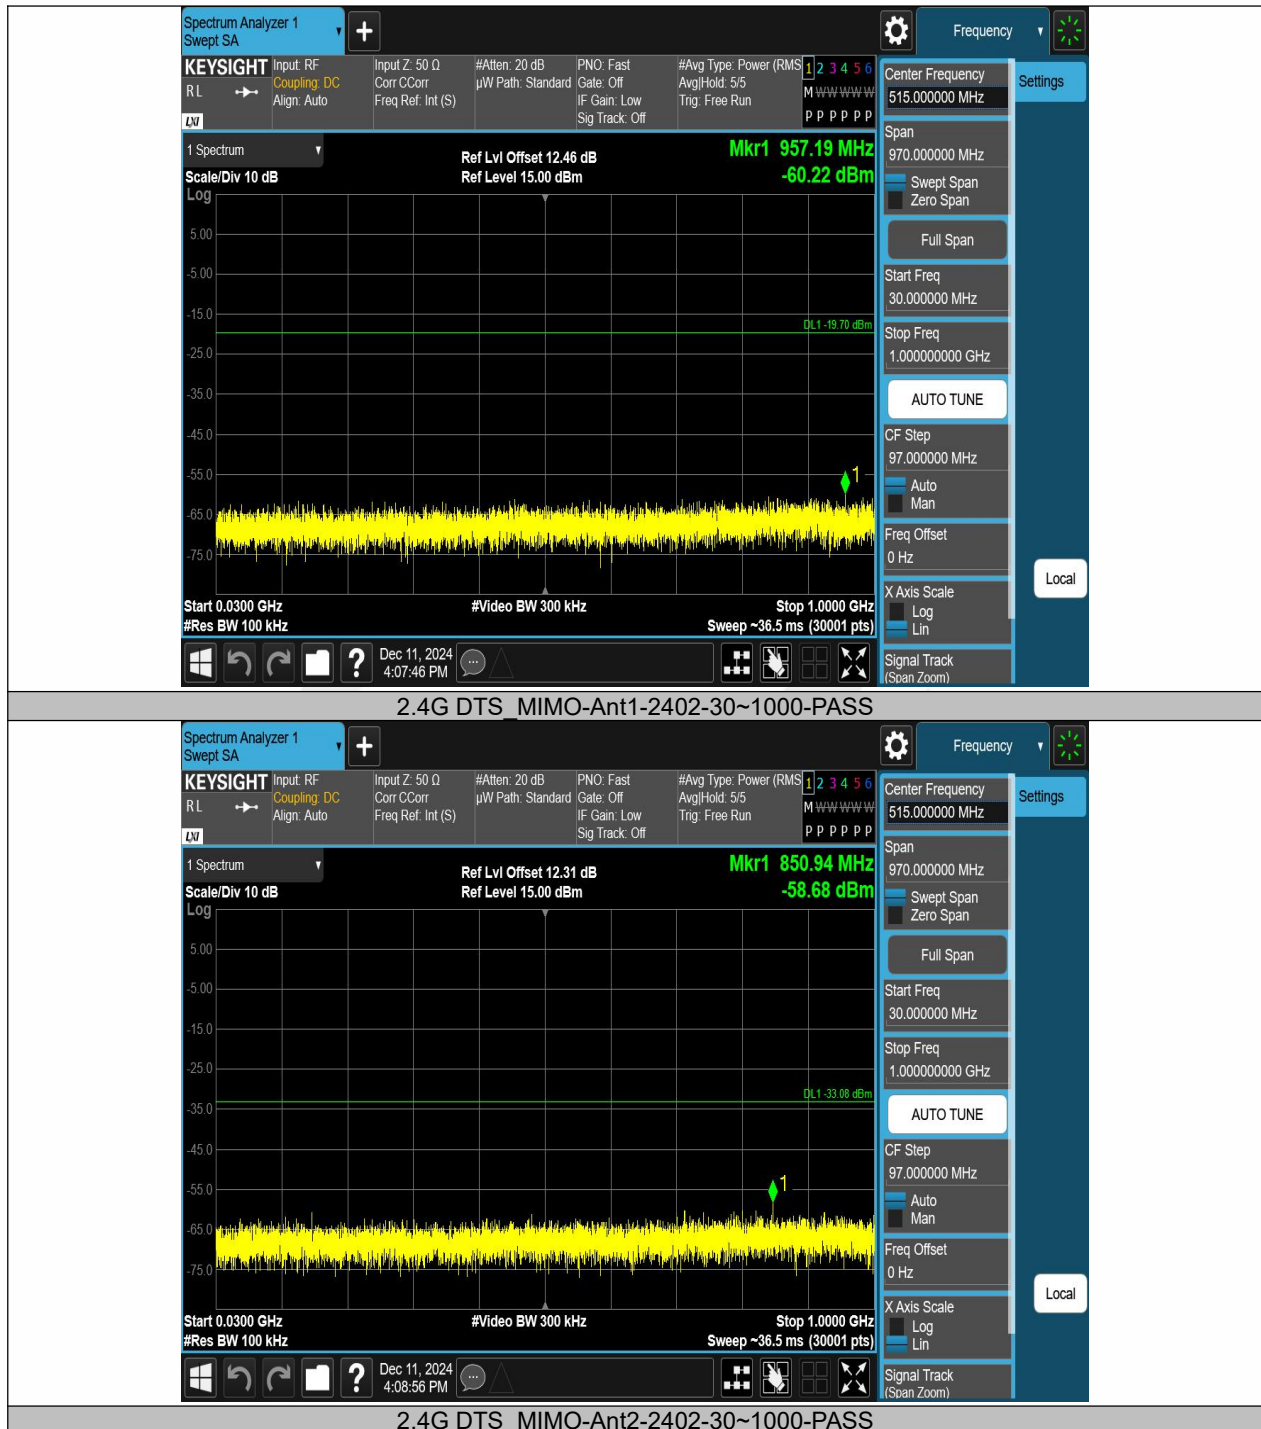 Spectrum Analyzer 1
Swept SA
+
Frequency
KEYSIGHT
RL
LXI
Input: RF
Coupling: DC
Align: Auto
Input Z: 50 Ω
Corr CCorr
Freq Ref: Int (S)
#Atten: 20 dB
µW Path: Standard
PNO: Fast
Gate: Off
IF Gain: Low
Sig Track: Off
#Avg Type: Power (RMS
Avg|Hold: 5/5
Trig: Free Run
1 2 3 4 5 6
M W W W W W
P P P P P P
Center Frequency
515.000000 MHz
Settings
Span
970.000000 MHz
Swept Span
Zero Span
Full Span
Start Freq
30.000000 MHz
Stop Freq
1.000000000 GHz
AUTO TUNE
CF Step
97.000000 MHz
Auto
Man
Freq Offset
0 Hz
X Axis Scale
Log
Lin
Signal Track
(Span Zoom)
Local
1 Spectrum
Scale/Div 10 dB
Log
Ref Lvl Offset 12.46 dB
Ref Level 15.00 dBm
Mkr1 957.19 MHz
-60.22 dBm
5.00
-5.00
-15.0
DL1 -19.70 dBm
-25.0
-35.0
-45.0
-55.0
1
-65.0
-75.0
Start 0.0300 GHz
#Video BW 300 kHz
Stop 1.0000 GHz
#Res BW 100 kHz
Sweep ~36.5 ms (30001 pts)
?
Dec 11, 2024
4:07:46 PM
2.4G DTS_MIMO-Ant1-2402-30~1000-PASS
Spectrum Analyzer 1
Swept SA
+
Frequency
KEYSIGHT
RL
LXI
Input: RF
Coupling: DC
Align: Auto
Input Z: 50 Ω
Corr CCorr
Freq Ref: Int (S)
#Atten: 20 dB
µW Path: Standard
PNO: Fast
Gate: Off
IF Gain: Low
Sig Track: Off
#Avg Type: Power (RMS
Avg|Hold: 5/5
Trig: Free Run
1 2 3 4 5 6
M W W W W W
P P P P P P
Center Frequency
515.000000 MHz
Settings
Span
970.000000 MHz
Swept Span
Zero Span
Full Span
Start Freq
30.000000 MHz
Stop Freq
1.000000000 GHz
AUTO TUNE
CF Step
97.000000 MHz
Auto
Man
Freq Offset
0 Hz
X Axis Scale
Log
Lin
Signal Track
(Span Zoom)
Local
1 Spectrum
Scale/Div 10 dB
Log
Ref Lvl Offset 12.31 dB
Ref Level 15.00 dBm
Mkr1 850.94 MHz
-58.68 dBm
5.00
-5.00
-15.0
-25.0
DL1 -33.08 dBm
-35.0
-45.0
-55.0
1
-65.0
-75.0
Start 0.0300 GHz
#Video BW 300 kHz
Stop 1.0000 GHz
#Res BW 100 kHz
Sweep ~36.5 ms (30001 pts)
?
Dec 11, 2024
4:08:56 PM
2.4G DTS_MIMO-Ant2-2402-30~1000-PASS